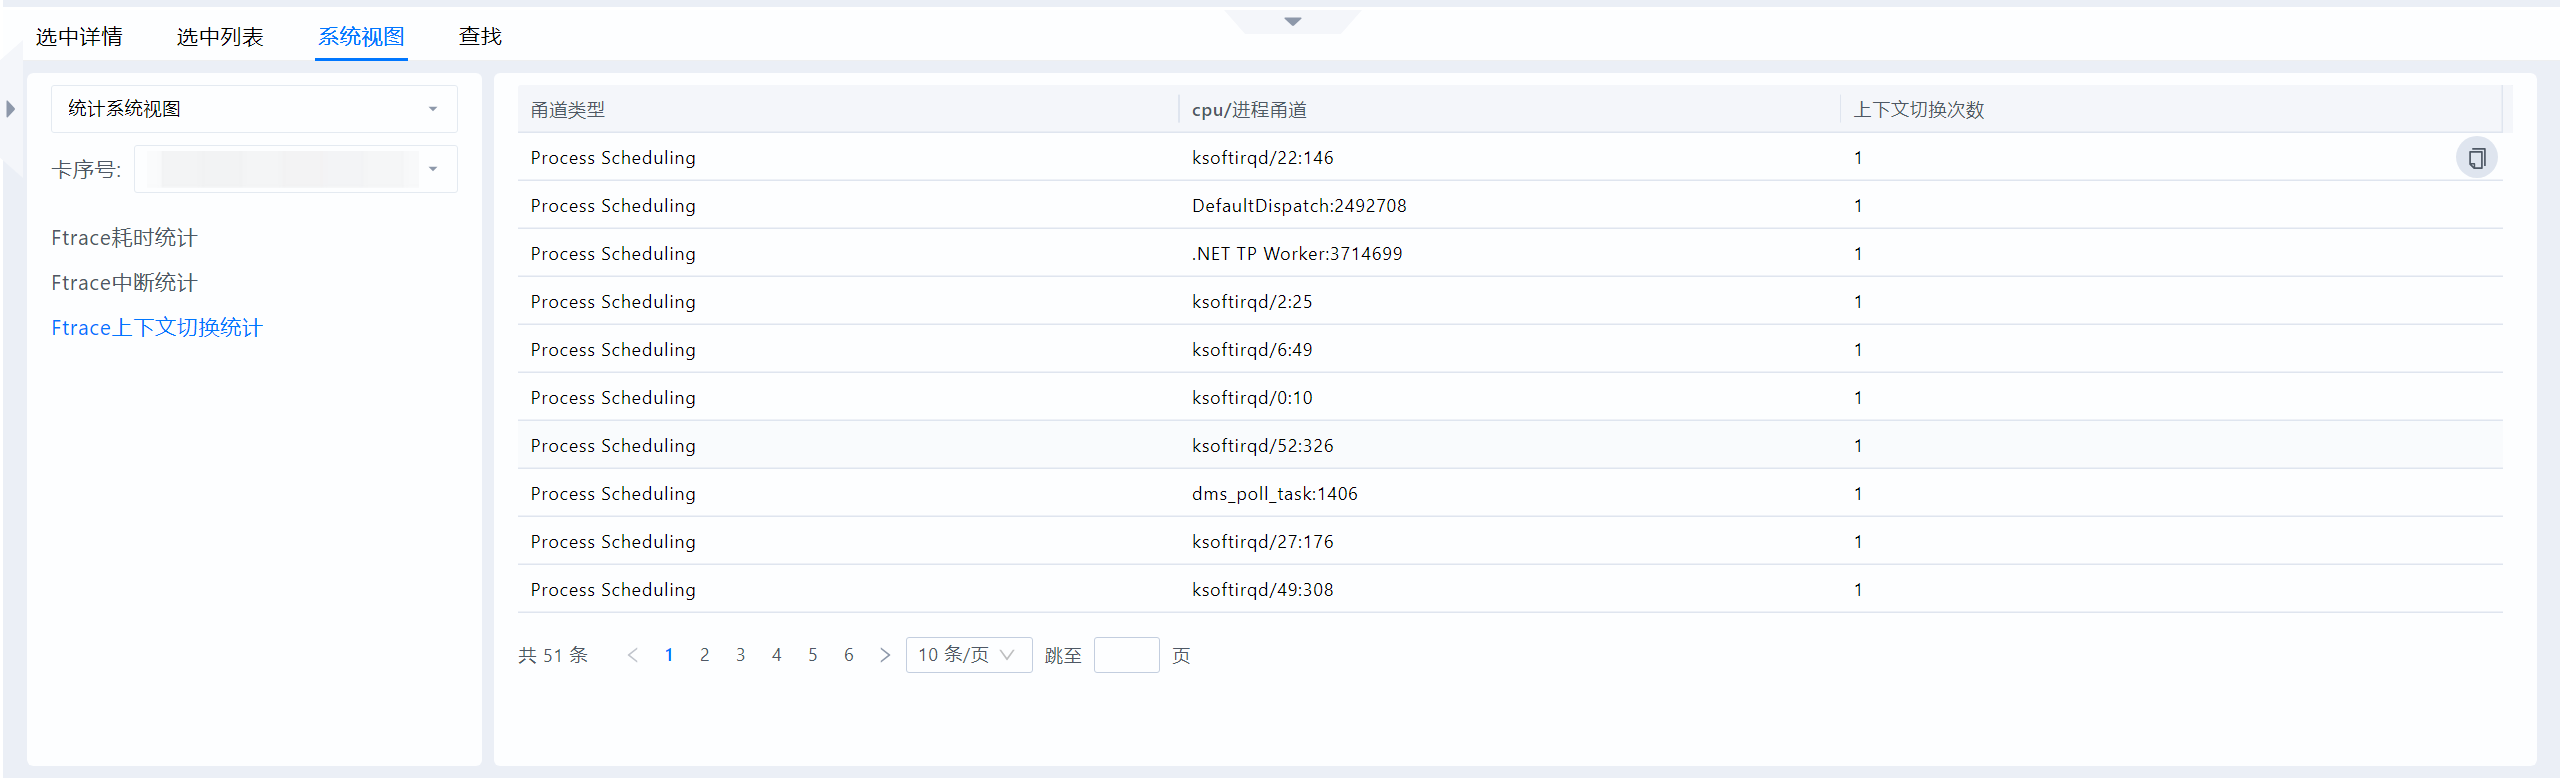 选中详情 选中列表 系统视图 查找
统计系统视图
卡序号:
Ftrace耗时统计
Ftrace中断统计
Ftrace上下文切换统计
甬道类型 cpu/进程甬道 上下文切换次数
Process Scheduling ksoftirqd/22:146 1
Process Scheduling DefaultDispatch:2492708 1
Process Scheduling .NET TP Worker:3714699 1
Process Scheduling ksoftirqd/2:25 1
Process Scheduling ksoftirqd/6:49 1
Process Scheduling ksoftirqd/0:10 1
Process Scheduling ksoftirqd/52:326 1
Process Scheduling dms_poll_task:1406 1
Process Scheduling ksoftirqd/27:176 1
Process Scheduling ksoftirqd/49:308 1
共 51 条 < 1 2 3 4 5 6 > 10 条/页 跳至 页